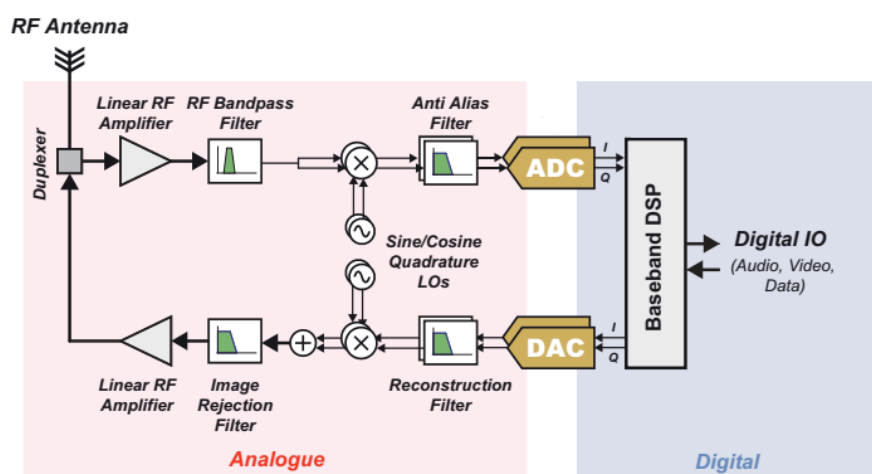 RF Antenna
Linear RF
Amplifier
RF Bandpass
Filter
Anti Alias
Filter
Duplexer
ADC
I
Q
Baseband DSP
Sine/Cosine
Quadrature
LOs
Digital IO
(Audio, Video,
Data)
DAC
I
Q
Linear RF
Amplifier
Image
Rejection
Filter
Reconstruction
Filter
Analogue
Digital